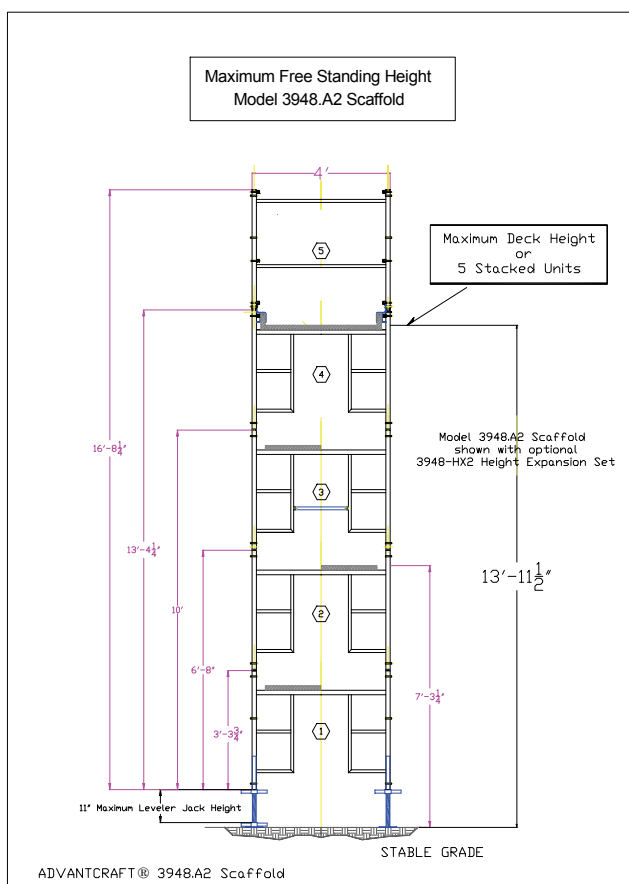 Maximum Free Standing Height
Model 3948.A2 Scaffold
4'
5
Maximum Deck Height
or
5 Stacked Units
4
16'-8¼"
Model 3948.A2 Scaffold
shown with optional
3948-HX2 Height Expansion Set
3
13'-4¼"
13'-11½"
10'
2
6'-8"
7'-3¼"
3'-3¾"
1
11" Maximum Leveler Jack Height
STABLE GRADE
ADVANTCRAFT® 3948.A2 Scaffold